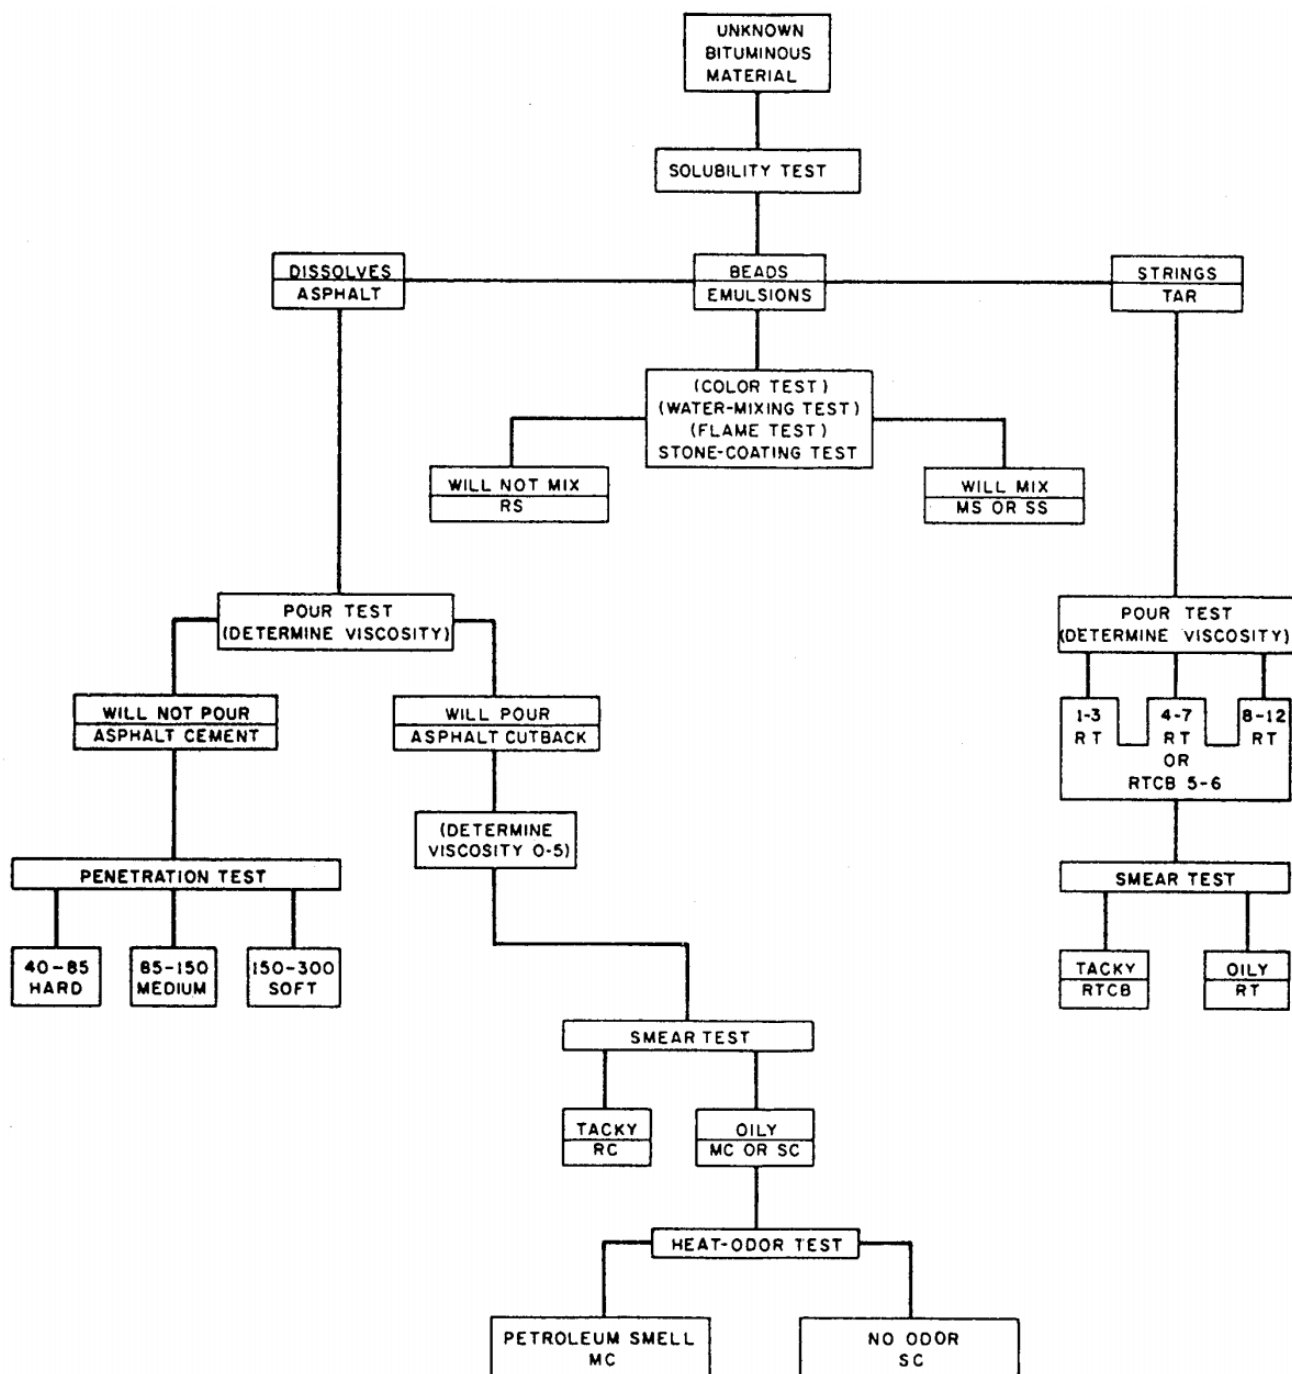 UNKNOWN
BITUMINOUS
MATERIAL
SOLUBILITY TEST
DISSOLVES
ASPHALT
BEADS
EMULSIONS
STRINGS
TAR
(COLOR TEST)
(WATER-MIXING TEST)
(FLAME TEST)
STONE-COATING TEST
WILL NOT MIX
RS
WILL MIX
MS OR SS
POUR TEST
(DETERMINE VISCOSITY)
POUR TEST
(DETERMINE VISCOSITY)
WILL NOT POUR
ASPHALT CEMENT
WILL POUR
ASPHALT CUTBACK
1-3
RT
4-7
RT
OR
RTCB 5-6
8-12
RT
(DETERMINE
VISCOSITY 0-5)
PENETRATION TEST
40-85
HARD
85-150
MEDIUM
150-300
SOFT
SMEAR TEST
TACKY
RTCB
OILY
RT
SMEAR TEST
TACKY
RC
OILY
MC OR SC
HEAT-ODOR TEST
PETROLEUM SMELL
MC
NO ODOR
SC